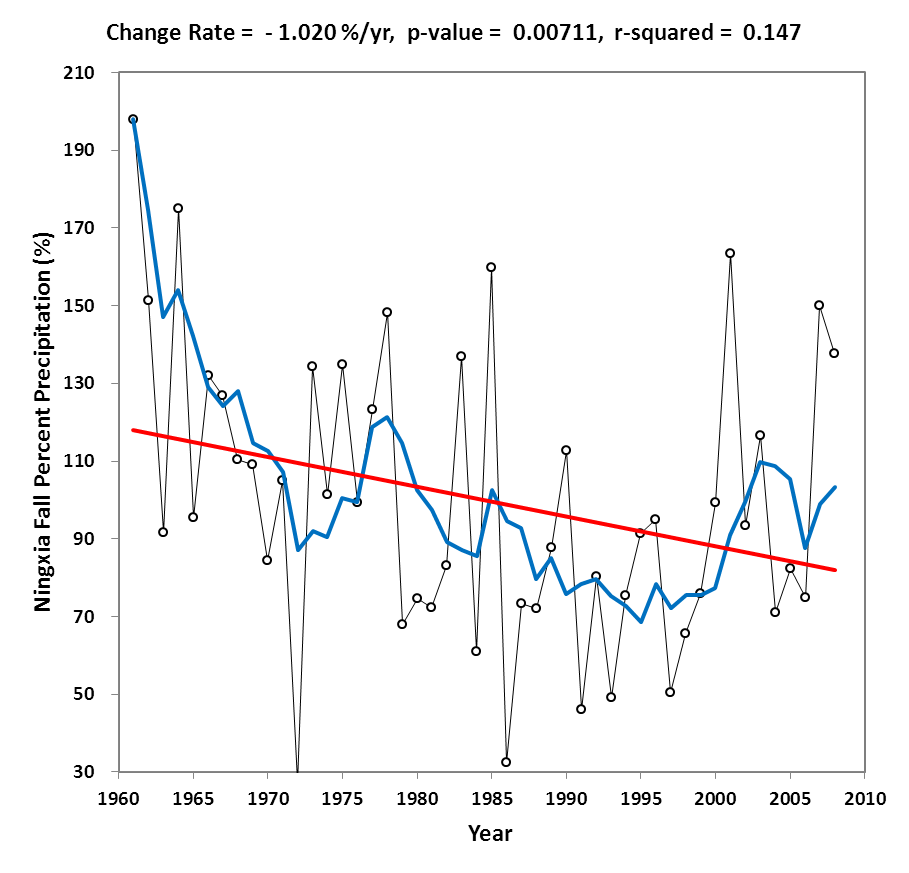 Change Rate = - 1.020 %/yr, p-value = 0.00711, r-squared = 0.147
Ningxia Fall Percent Precipitation (%)
210
190
170
150
130
110
90
70
50
30
1960 1965 1970 1975 1980 1985 1990 1995 2000 2005 2010
Year